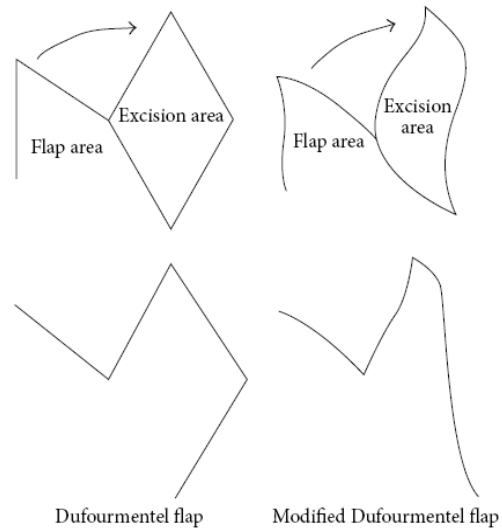 Excision area
Flap area
Excision
area
Flap area
Dufourmentel flap
Modified Dufourmentel flap